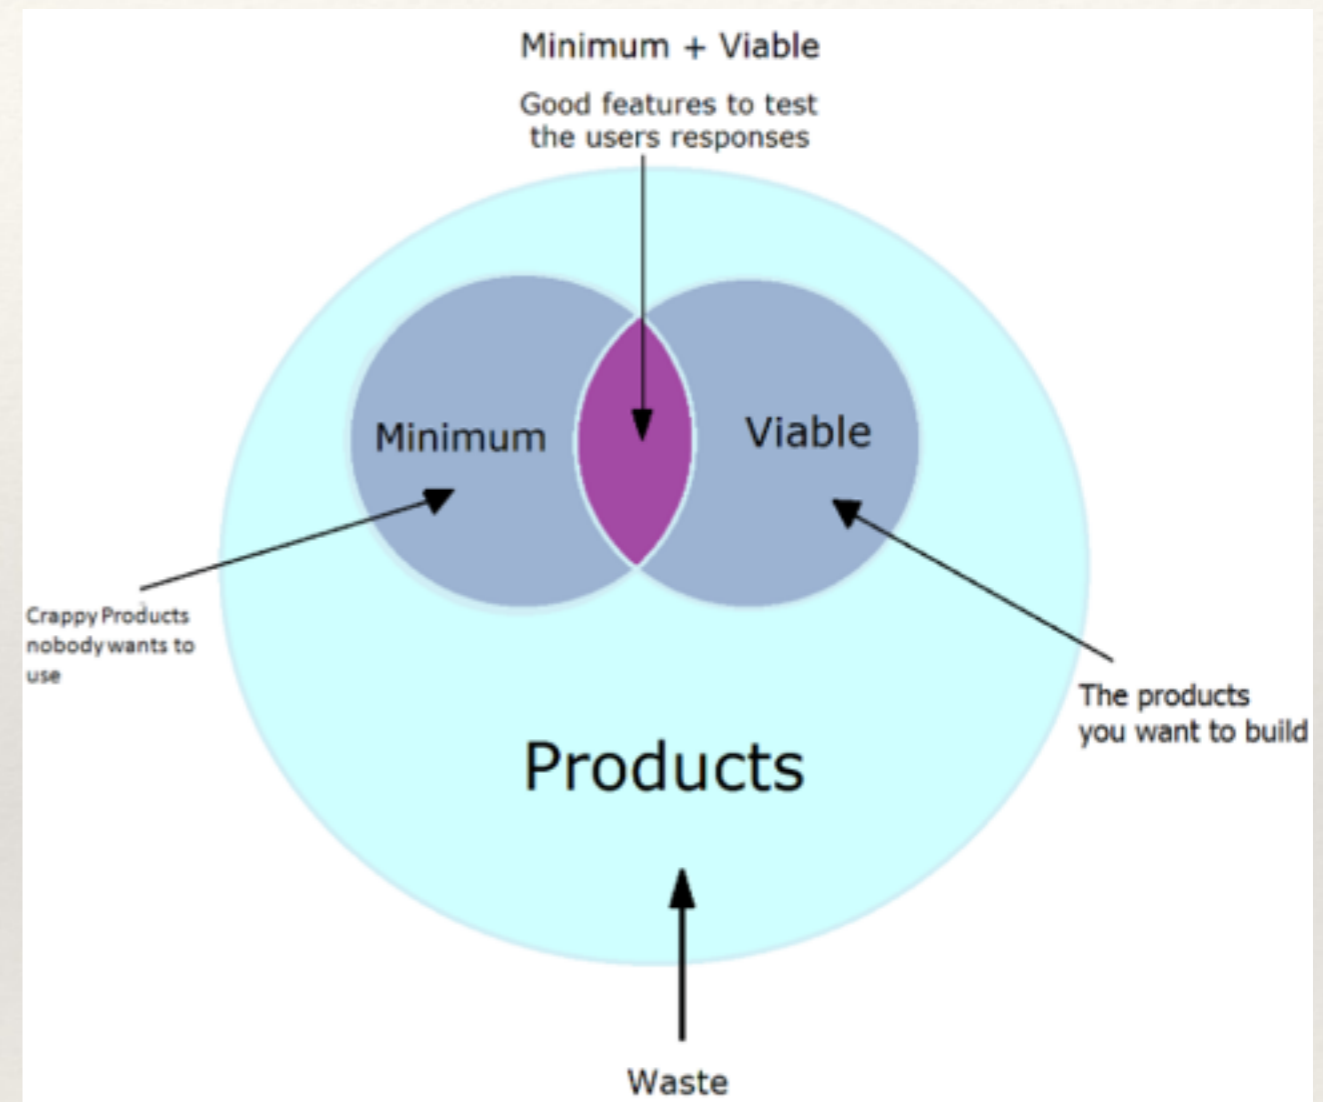 Minimum + Viable
Good features to test
the users responses
Minimum
Viable
Crappy Products
nobody wants to
use
The products
you want to build
Products
Waste